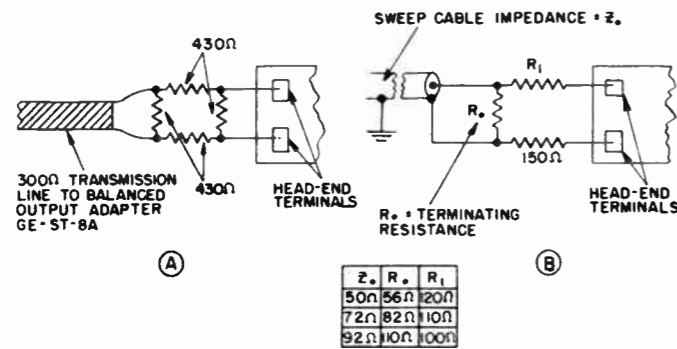 430Ω
430Ω
300Ω TRANSMISSION
LINE TO BALANCED
OUTPUT ADAPTER
GE-ST-8A
HEAD-END
TERMINALS
A
SWEEP CABLE IMPEDANCE = Z₀
R₁
R₀
150Ω
R₀ = TERMINATING
RESISTANCE
HEAD-END
TERMINALS
B
Z₀ R₀ R₁
50Ω 56Ω 120Ω
72Ω 82Ω 110Ω
92Ω 110Ω 100Ω